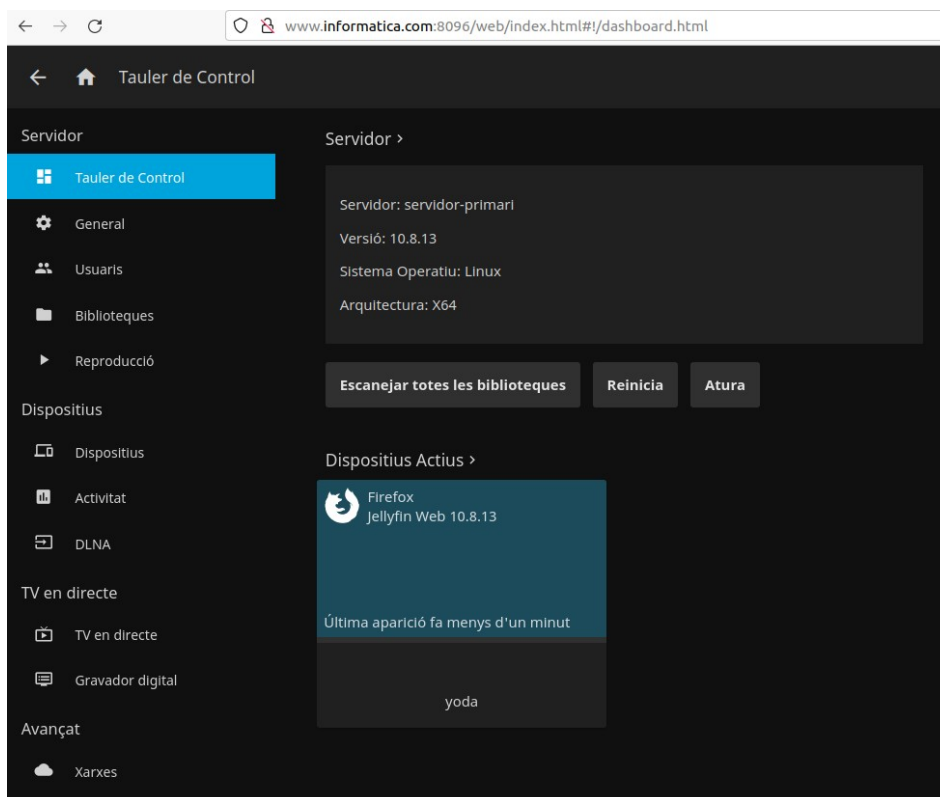 www.informatica.com:8096/web/index.html#!/dashboard.html
Tauler de Control
Servidor
Tauler de Control
General
Usuaris
Biblioteques
Reproducció
Dispositius
Dispositius
Activitat
DLNA
TV en directe
TV en directe
Gravador digital
Avançat
Xarxes
Servidor
Servidor: servidor-primari
Versió: 10.8.13
Sistema Operatiu: Linux
Arquitectura: X64
Escanejar totes les biblioteques
Reinicia
Atura
Dispositius Actius
Firefox
Jellyfin Web 10.8.13
Última aparició fa menys d'un minut
yoda